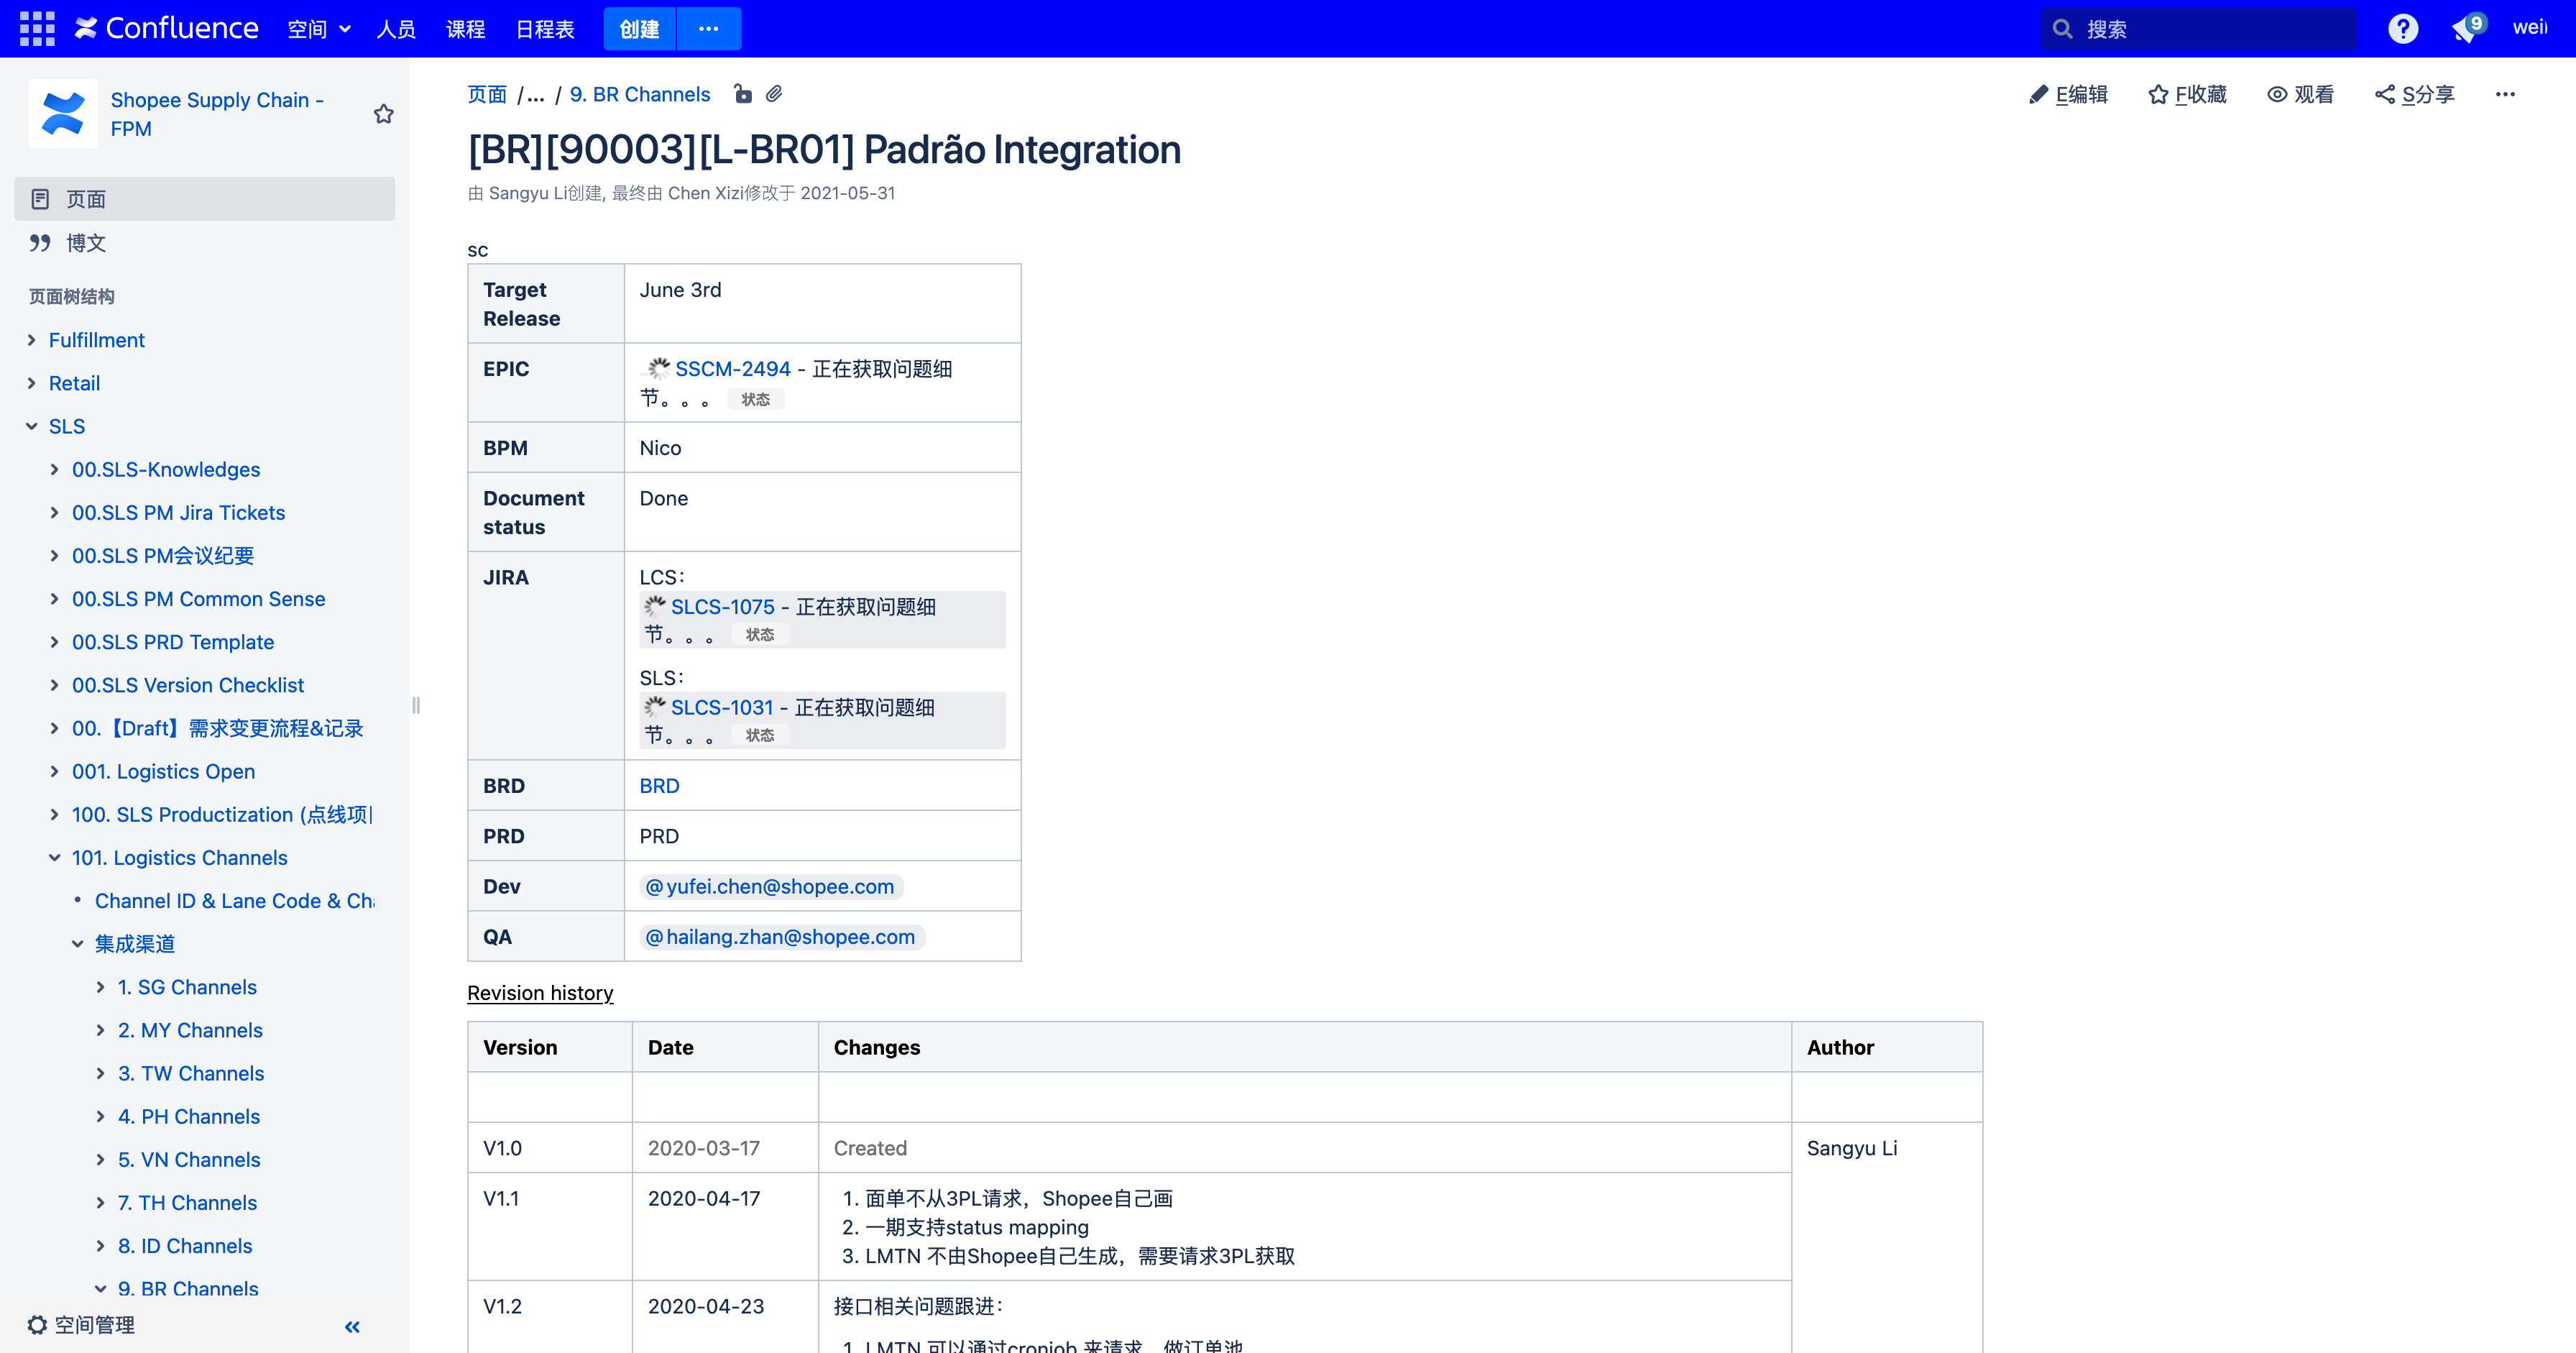 Confluence 空间 人员 课程 日程表 创建 ··· 搜索 9
Shopee Supply Chain -
FPM
页面
博文
页面树结构
Fulfillment
Retail
SLS
00.SLS-Knowledges
00.SLS PM Jira Tickets
00.SLS PM会议纪要
00.SLS PM Common Sense
00.SLS PRD Template
00.SLS Version Checklist
00.【Draft】需求变更流程&记录
001. Logistics Open
100. SLS Productization (点线项
101. Logistics Channels
Channel ID & Lane Code &
集成渠道
1. SG Channels
2. MY Channels
3. TW Channels
4. PH Channels
5. VN Channels
7. TH Channels
8. ID Channels
9. BR Channels
空间管理
页面 /... / 9. BR Channels
E编辑 F收藏 观看 S分享 ···
[BR][90003][L-BR01] Padrão Integration
由 Sangyu Li创建, 最终由 Chen Xizi修改于 2021-05-31
sc
Target Release June 3rd
EPIC SSCM-2494 - 正在获取问题细
节。。。 状态
BPM Nico
Document status Done
JIRA LCS:
SLCS-1075 - 正在获取问题细
节。。。 状态
SLS:
SLCS-1031 - 正在获取问题细
节。。。 状态
BRD BRD
PRD PRD
Dev @yufei.chen@shopee.com
QA @hailang.zhan@shopee.com
Revision history
Version Date Changes Author
V1.0 2020-03-17 Created Sangyu Li
V1.1 2020-04-17 1. 面单不从3PL请求，Shopee自己画
2. 一期支持status mapping
3. LMTN 不由Shopee自己生成，需要请求3PL获取
V1.2 2020-04-23 接口相关问题跟进：
1. LMTN 可以通过cronjob 来请求，做订单池